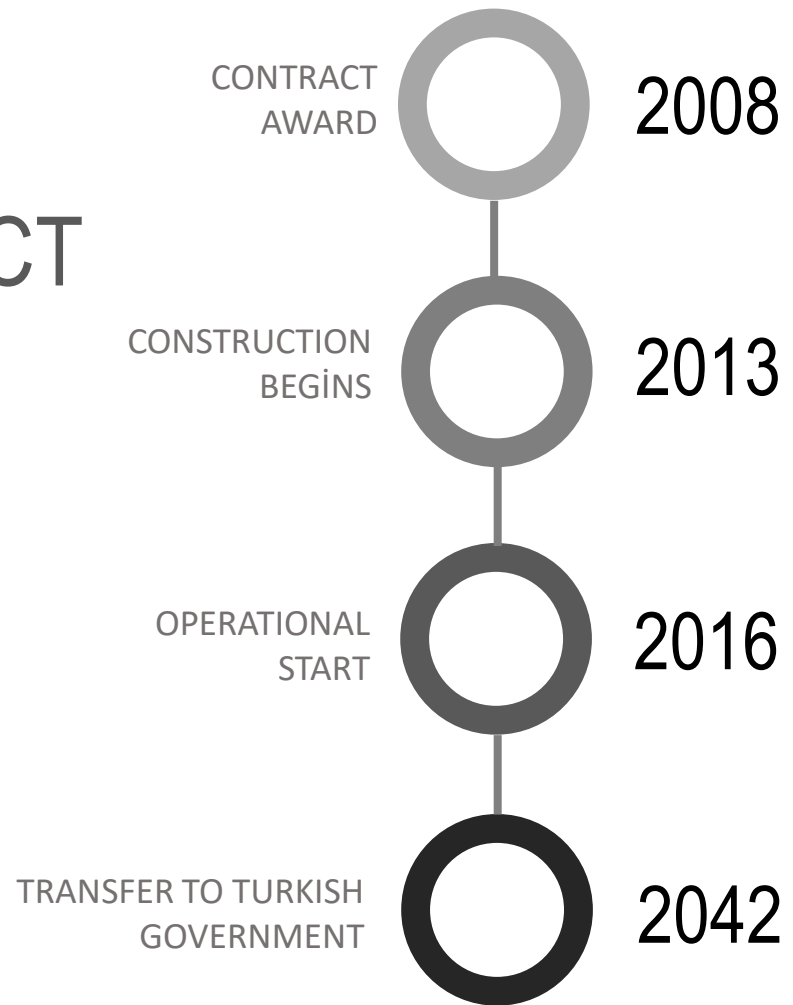 CONTRACT
AWARD
2008
CT
CONSTRUCTION
BEGİNS
2013
OPERATIONAL
START
2016
TRANSFER TO TURKISH
GOVERNMENT
2042